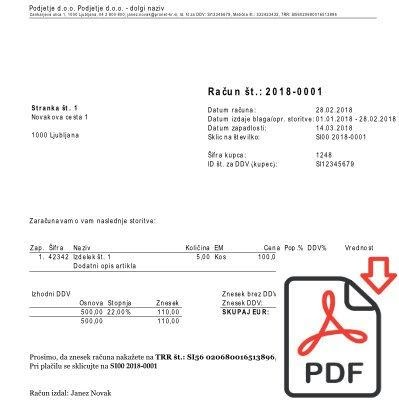 Podjetje d.o.o. Podjetje d.o.o. - dolgi naziv
Račun št.: 2018-0001
Stranka št. 1
Novakova cesta 1
1000 Ljubljana
Datum računa: 28.02.2018
Datum izdaje blaga/opr. storitve: 01.01.2018 - 28.02.2018
Datum zapadlosti: 14.03.2018
Sklic na številko: SI00 2018-0001
Šifra kupca: 1248
ID št. za DDV (kupec): SI12345679
Zaračunavamo vam naslednje storitve:
Zap. Šifra Naziv Količina EM Cena Pop.% DDV% Vrednost
1. 42342 Izdelek št. 1 5,00 Kos 100,0
Dodatni opis artikla
Izhodni DDV
Osnova Stopnja Znesek
500,00 22,00% 110,00
500,00 110,00
Znesek brez DDV
Znesek DDV:
SKUPAJ EUR:
Prosimo, da znesek računa nakažete na TRR št.: SI56 020680016513896,
Pri plačilu se sklicujte na SI00 2018-0001
Račun izdal: Janez Novak
PDF